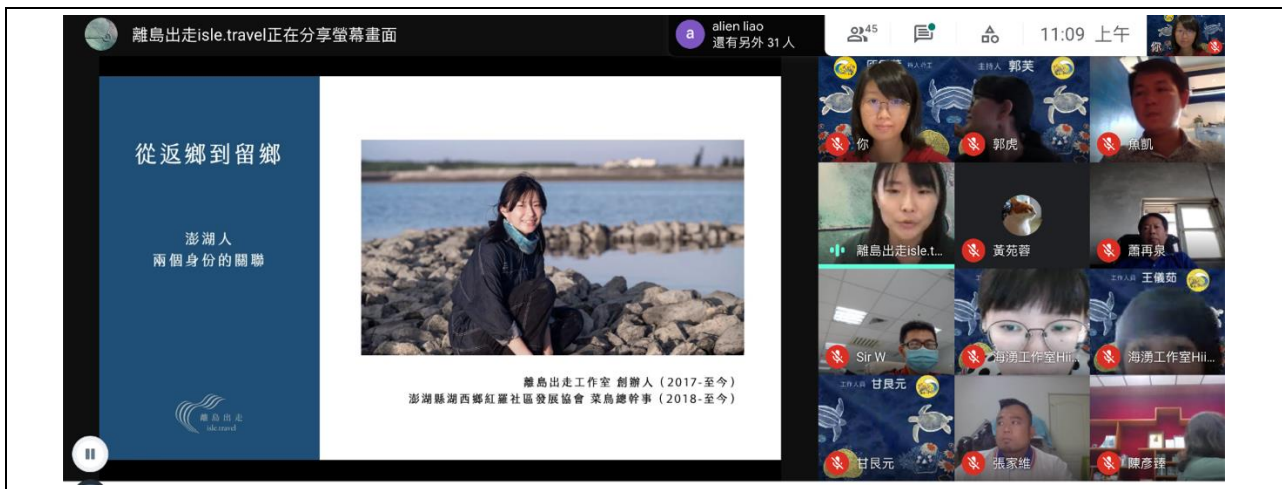 離島出走isle.travel正在分享螢幕畫面
a
alien liao
還有另外 31 人
45
11:09 上午
你
從返鄉到留鄉
澎湖人
兩個身份的關聯
離島出走工作室 創辦人（2017-至今）
澎湖縣湖西鄉紅羅社區發展協會 菜鳥總幹事（2018-至今）
離島出走
isle.travel
你
主持人 郭芙
郭虎
魚凱
離島出走isle.t...
黃苑蓉
蕭再泉
Sir W
海湧工作室Hii...
工作人員 王儀茹
海湧工作室Hii...
工作人員 甘艮元
甘艮元
張家維
陳彥臻